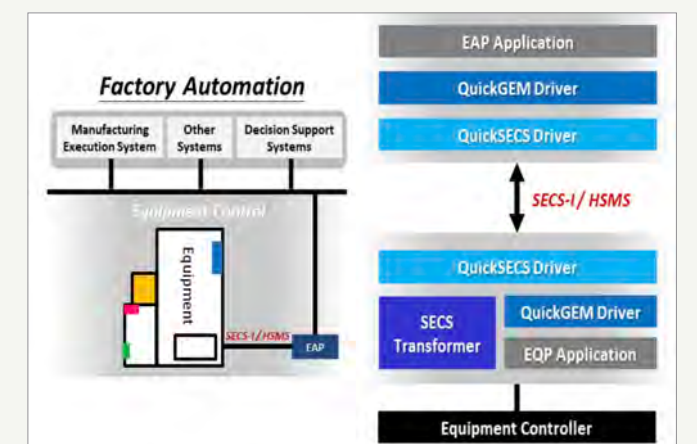 Factory Automation
Manufacturing
Execution System
Other
Systems
Decision Support
Systems
Equipment Control
Equipment
SECS-I/HSMS
EAP
EAP Application
QuickGEM Driver
QuickSECS Driver
SECS-I/ HSMS
QuickSECS Driver
SECS
Transformer
QuickGEM Driver
EQP Application
Equipment Controller